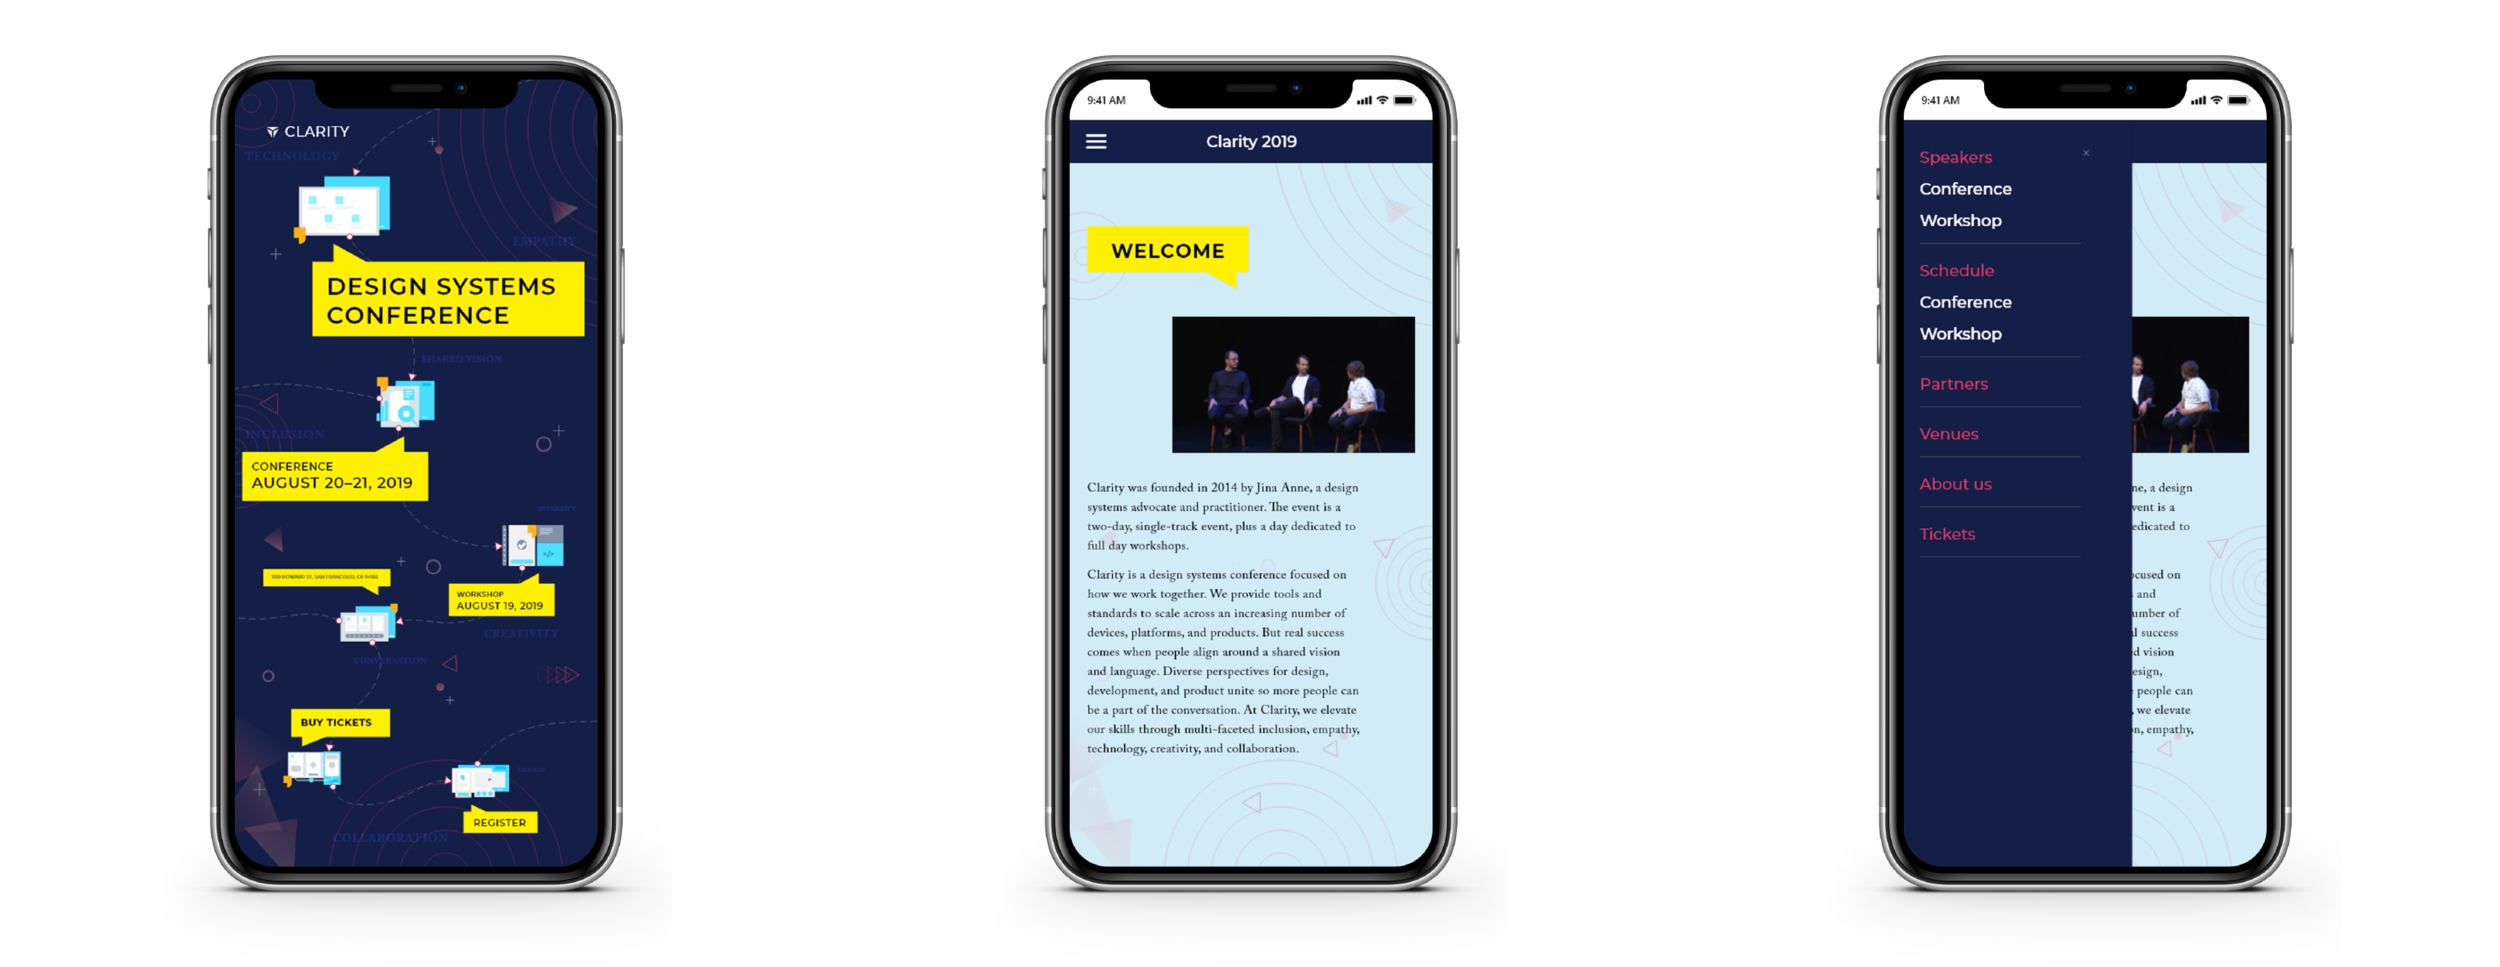 CLARITY
TECHNOLOGY
EMPATHY
DESIGN SYSTEMS
CONFERENCE
SHARED VISION
INCLUSION
CONFERENCE
AUGUST 20–21, 2019
DIVERSITY
700 HOWARD ST, SAN FRANCISCO, CA
WORKSHOP
AUGUST 19, 2019
CREATIVITY
CONVERSATION
BUY TICKETS
REGISTER
COLLABORATION
9:41 AM
Clarity 2019
WELCOME
Clarity was founded in 2014 by Jina Anne, a design
systems advocate and practitioner. The event is a
two-day, single-track event, plus a day dedicated to
full day workshops.
Clarity is a design systems conference focused on
how we work together. We provide tools and
standards to scale across an increasing number of
devices, platforms, and products. But real success
comes when people align around a shared vision
and language. Diverse perspectives for design,
development, and product unite so more people can
be a part of the conversation. At Clarity, we elevate
our skills through multi-faceted inclusion, empathy,
technology, creativity, and collaboration.
9:41 AM
Speakers
Conference
Workshop
Schedule
Conference
Workshop
Partners
Venues
About us
Tickets
ne, a design
vent is a
edicated to
ocused on
and
umber of
l success
d vision
esign,
people can
, we elevate
on, empathy,